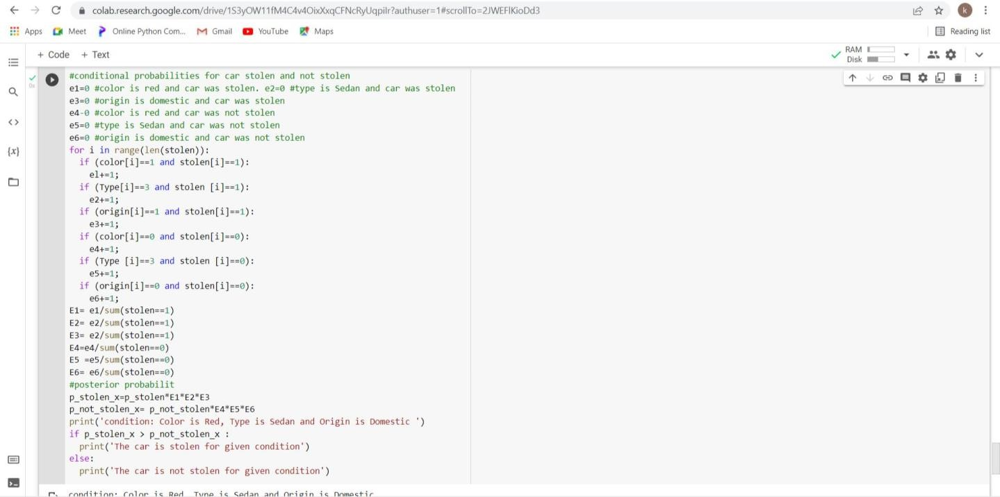 colab.research.google.com/drive/1S3yOW11fM4C4v4OixXxqCFNcRyUqpiIr?authuser=1#scrollTo=2JWEFlKioDd3
k
Apps Meet Online Python Com... Gmail YouTube Maps Reading list
+ Code + Text
RAM
Disk
0s
#conditional probabilities for car stolen and not stolen
e1=0 #color is red and car was stolen. e2=0 #type is Sedan and car was stolen
e3=0 #origin is domestic and car was stolen
e4-0 #color is red and car was not stolen
e5=0 #type is Sedan and car was not stolen
e6=0 #origin is domestic and car was not stolen
for i in range(len(stolen)):
if (color[i]==1 and stolen[i]==1):
el+=1;
if (Type[i]==3 and stolen [i]==1):
e2+=1;
if (origin[i]==1 and stolen[i]==1):
e3+=1;
if (color[i]==0 and stolen[i]==0):
e4+=1;
if (Type [i]==3 and stolen [i]==0):
e5+=1;
if (origin[i]==0 and stolen[i]==0):
e6+=1;
E1= e1/sum(stolen==1)
E2= e2/sum(stolen==1)
E3= e2/sum(stolen==1)
E4=e4/sum(stolen==0)
E5 =e5/sum(stolen==0)
E6= e6/sum(stolen==0)
#posterior probabilit
p_stolen_x=p_stolen*E1*E2*E3
p_not_stolen_x= p_not_stolen*E4*E5*E6
print('condition: Color is Red, Type is Sedan and Origin is Domestic ')
if p_stolen_x > p_not_stolen_x :
print('The car is stolen for given condition')
else:
print('The car is not stolen for given condition')
condition: Color is Red, Type is Sedan and Origin is Domestic